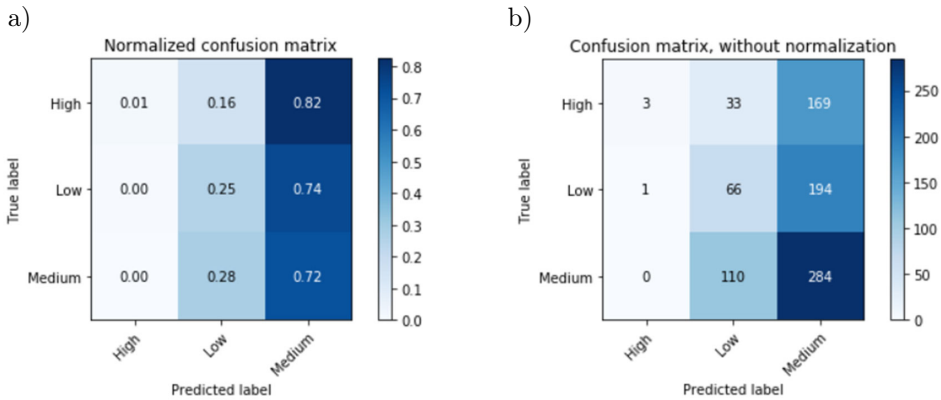 a)
Normalized confusion matrix
True label
High
Low
Medium
0.01 0.16 0.82
0.00 0.25 0.74
0.00 0.28 0.72
High Low Medium
Predicted label
0.8
0.7
0.6
0.5
0.4
0.3
0.2
0.1
0.0
b)
Confusion matrix, without normalization
True label
High
Low
Medium
3 33 169
1 66 194
0 110 284
High Low Medium
Predicted label
250
200
150
100
50
0